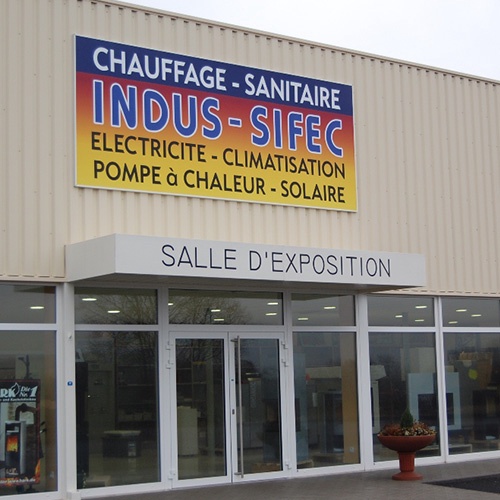 CHAUFFAGE - SANITAIRE
INDUS - SIFEC
ELECTRICITE - CLIMATISATION
POMPE à CHALEUR - SOLAIRE
SALLE D'EXPOSITION